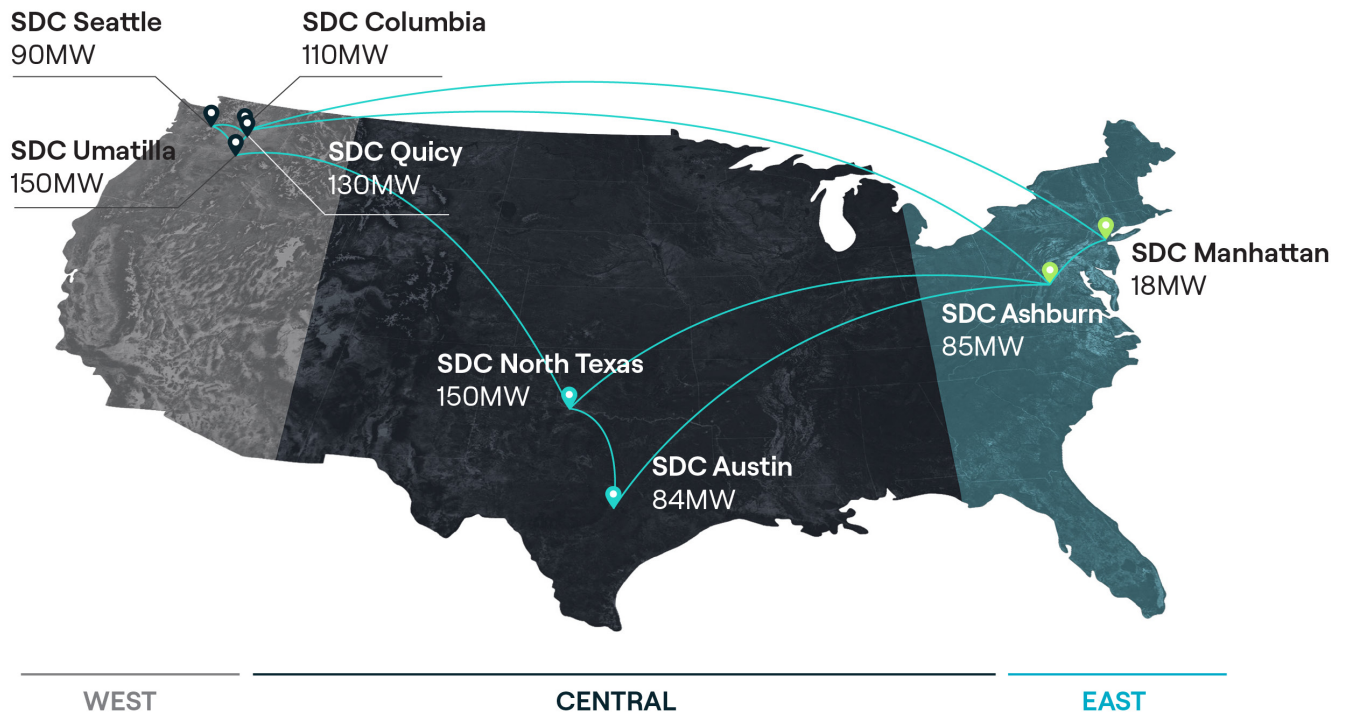 SDC Seattle
90MW
SDC Columbia
110MW
SDC Umatilla
150MW
SDC Quicy
130MW
SDC Manhattan
18MW
SDC Ashburn
85MW
SDC North Texas
150MW
SDC Austin
84MW
WEST
CENTRAL
EAST